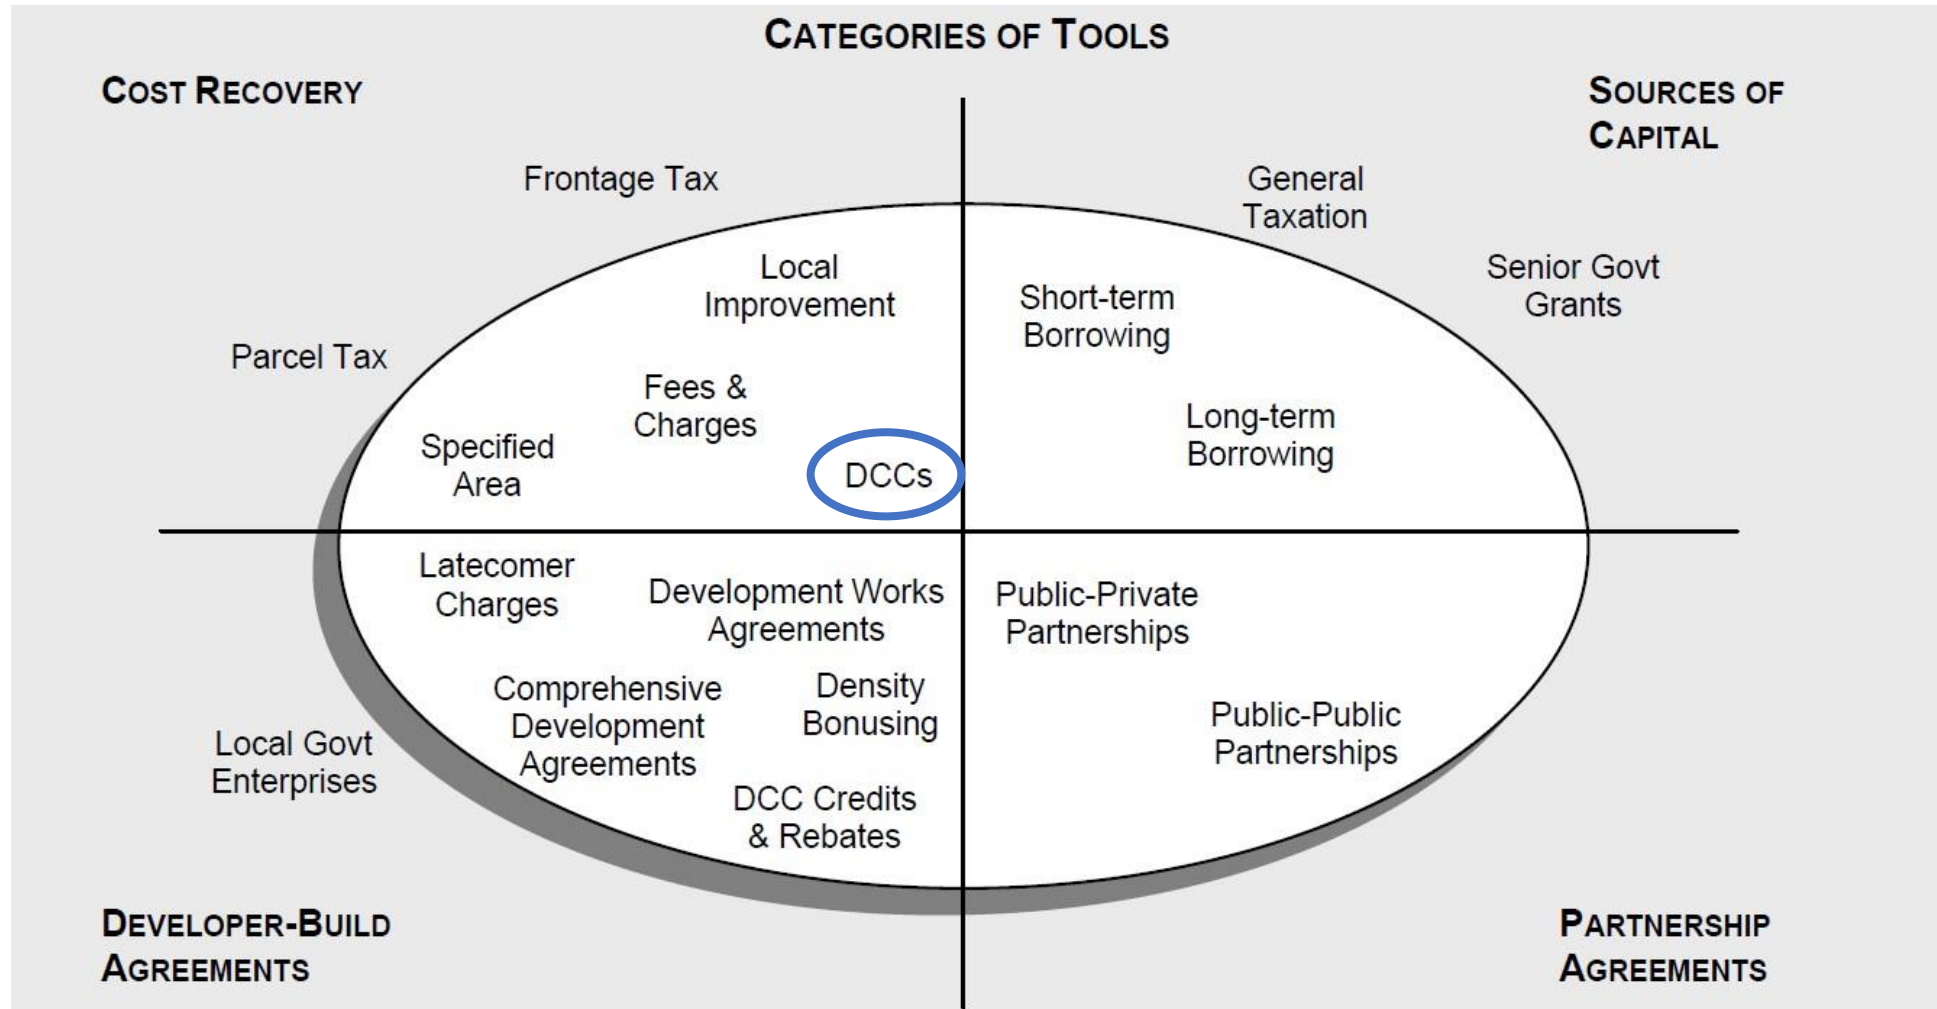 CATEGORIES OF TOOLS
COST RECOVERY
SOURCES OF
CAPITAL
Frontage Tax
General
Taxation
Local
Improvement
Short-term
Borrowing
Senior Govt
Grants
Parcel Tax
Fees &
Charges
Long-term
Borrowing
Specified
Area
DCCs
Latecomer
Charges
Development Works
Agreements
Public-Private
Partnerships
Comprehensive
Development
Agreements
Density
Bonusing
Public-Public
Partnerships
Local Govt
Enterprises
DCC Credits
& Rebates
DEVELOPER-BUILD
AGREEMENTS
PARTNERSHIP
AGREEMENTS